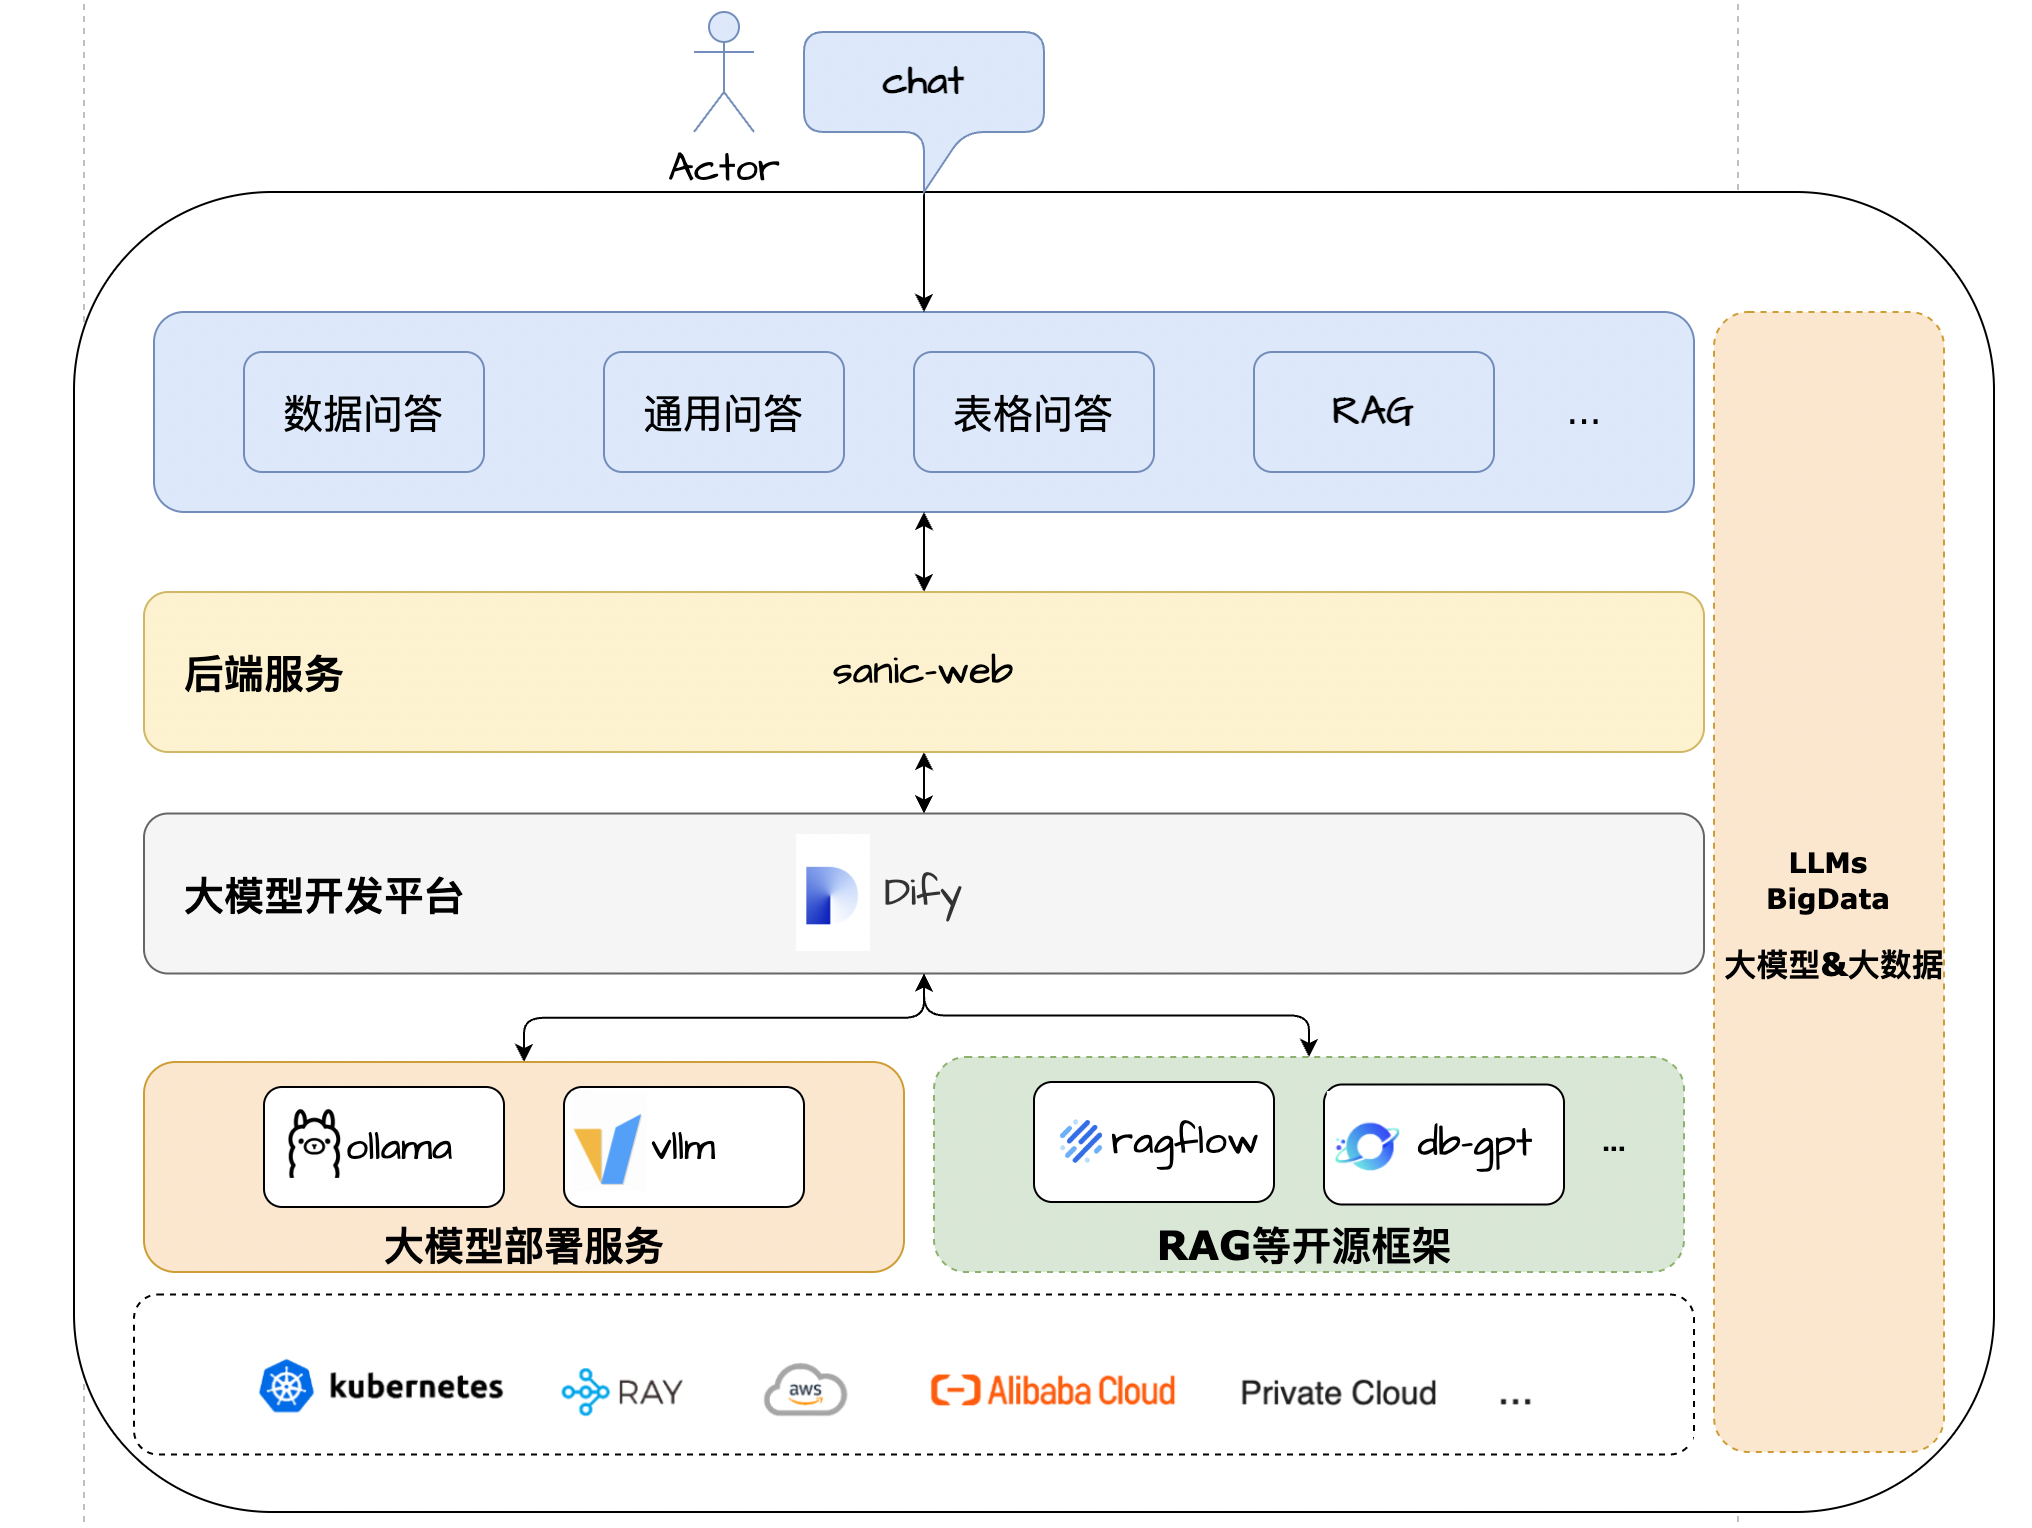 chat
Actor
数据问答
通用问答
表格问答
RAG
...
后端服务
sanic-web
大模型开发平台
Dify
LLMs
BigData
大模型&大数据
ollama
vllm
大模型部署服务
ragflow
db-gpt
...
RAG等开源框架
kubernetes
RAY
aws
Alibaba Cloud
Private Cloud
...